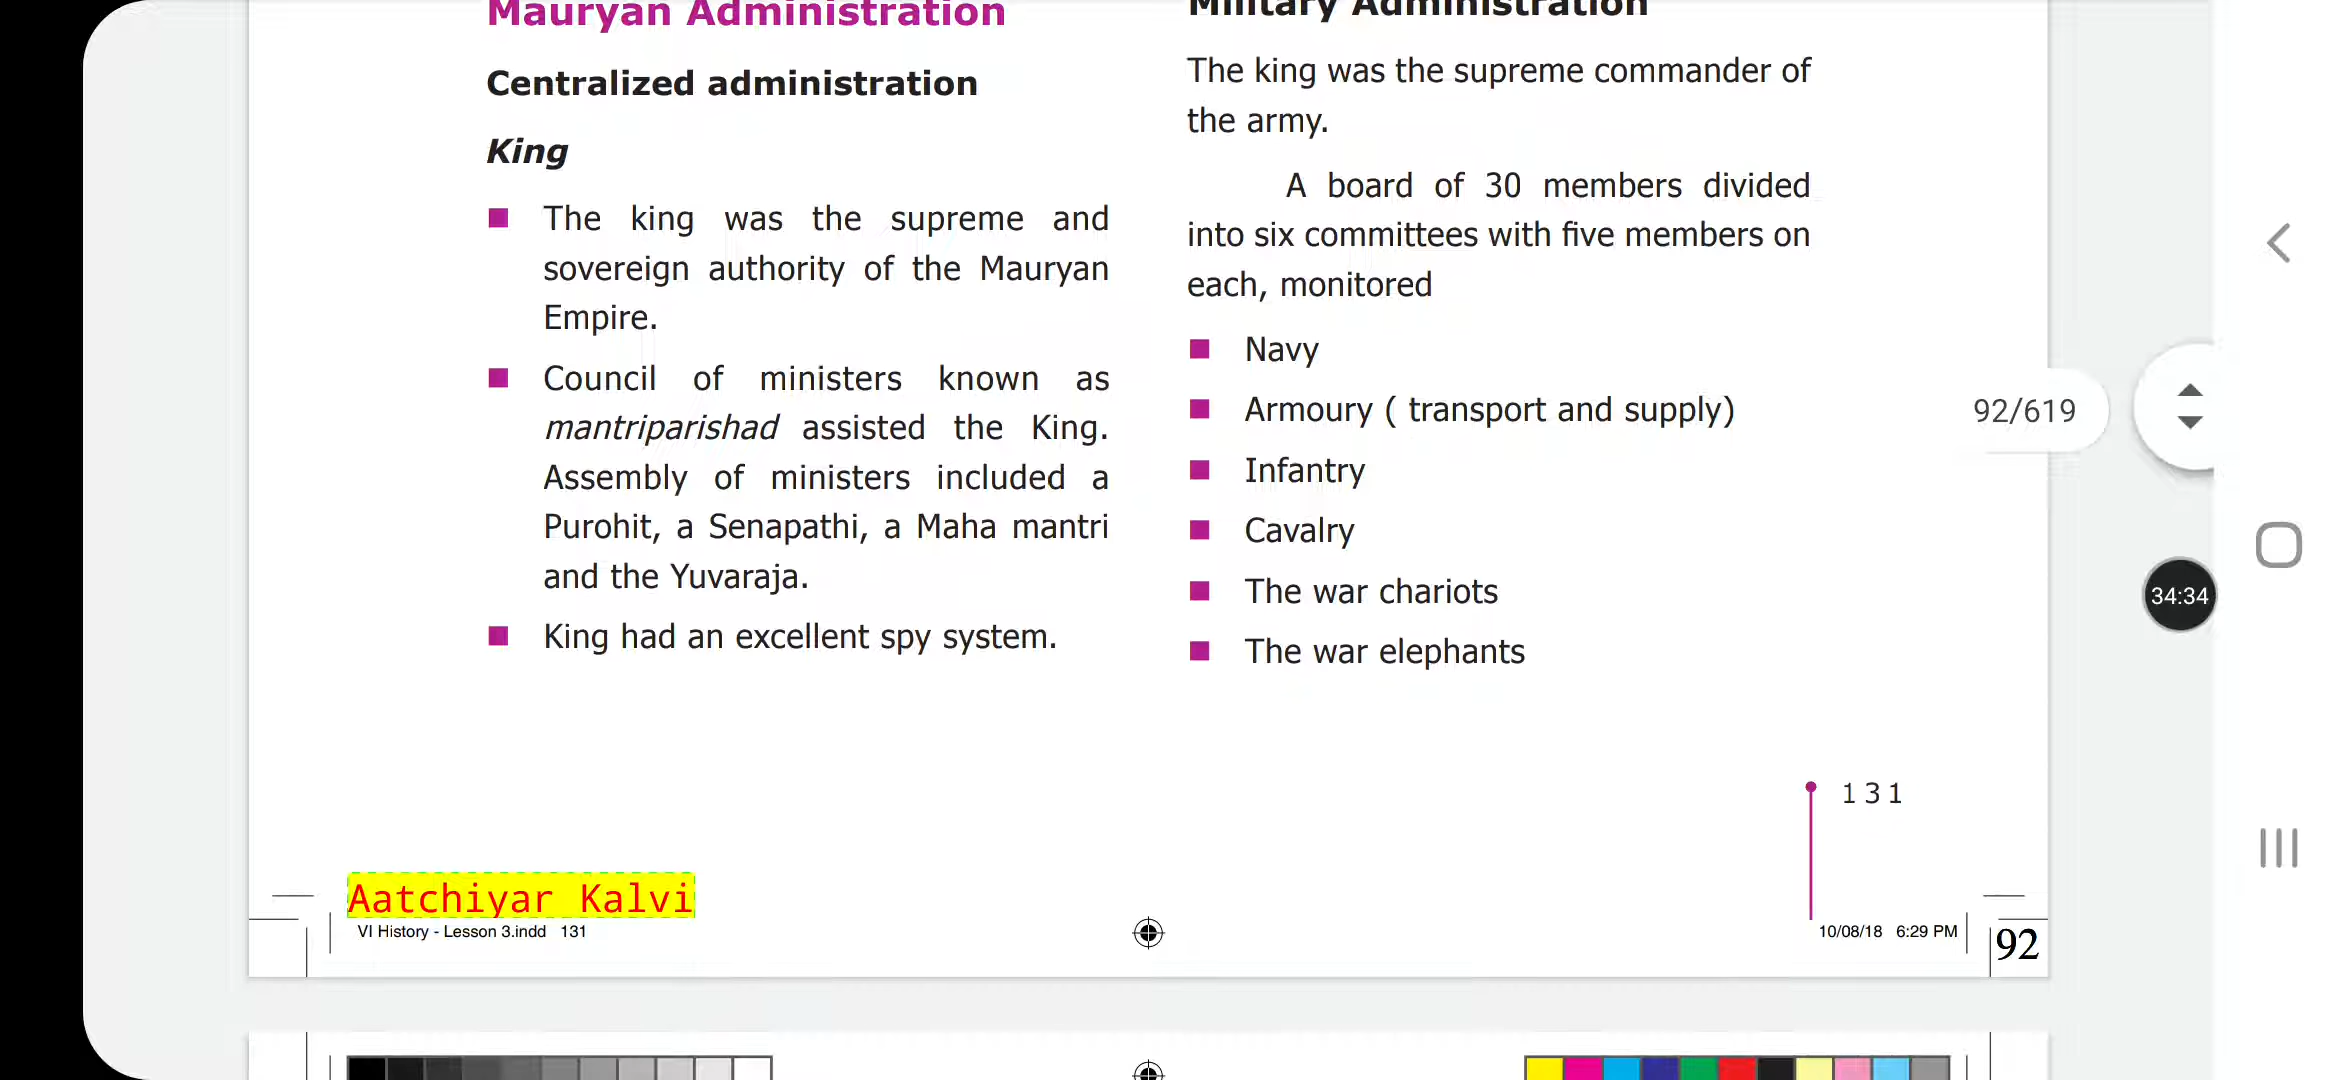 Mauryan Administration
Centralized administration
King
The king was the supreme and
sovereign authority of the Mauryan
Empire.
Council of ministers known as
mantriparishad assisted the King.
Assembly of ministers included a
Purohit, a Senapathi, a Maha mantri
and the Yuvaraja.
King had an excellent spy system.
Military Administration
The king was the supreme commander of
the army.
A board of 30 members divided
into six committees with five members on
each, monitored
Navy
Armoury ( transport and supply)
Infantry
Cavalry
The war chariots
The war elephants
92/619
34:34
131
Aatchiyar Kalvi
VI History - Lesson 3.indd 131
10/08/18 6:29 PM
92